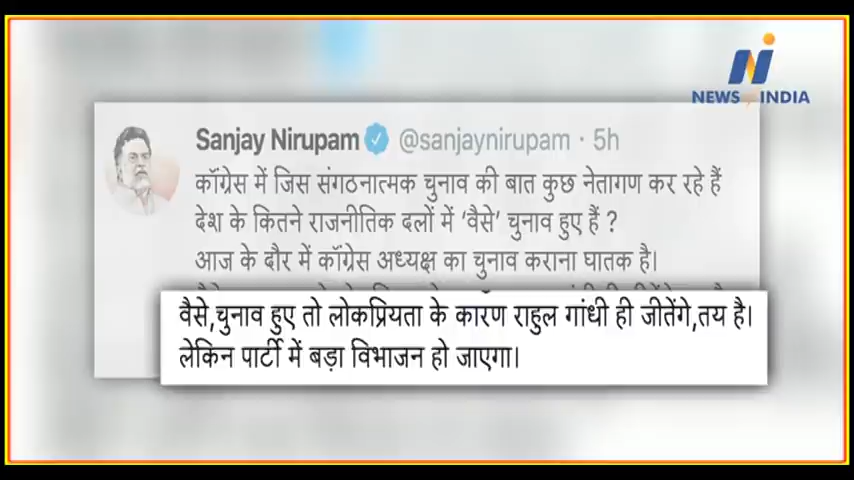 NEWS INDIA
Sanjay Nirupam @sanjaynirupam · 5h
कॉंग्रेस में जिस संगठनात्मक चुनाव की बात कुछ नेतागण कर रहे हैं
देश के कितने राजनीतिक दलों में ‘वैसे’ चुनाव हुए हैं ?
आज के दौर में कॉंग्रेस अध्यक्ष का चुनाव कराना घातक है।
वैसे,चुनाव हुए तो लोकप्रियता के कारण राहुल गांधी ही जीतेंगे,तय है।
लेकिन पार्टी में बड़ा विभाजन हो जाएगा।